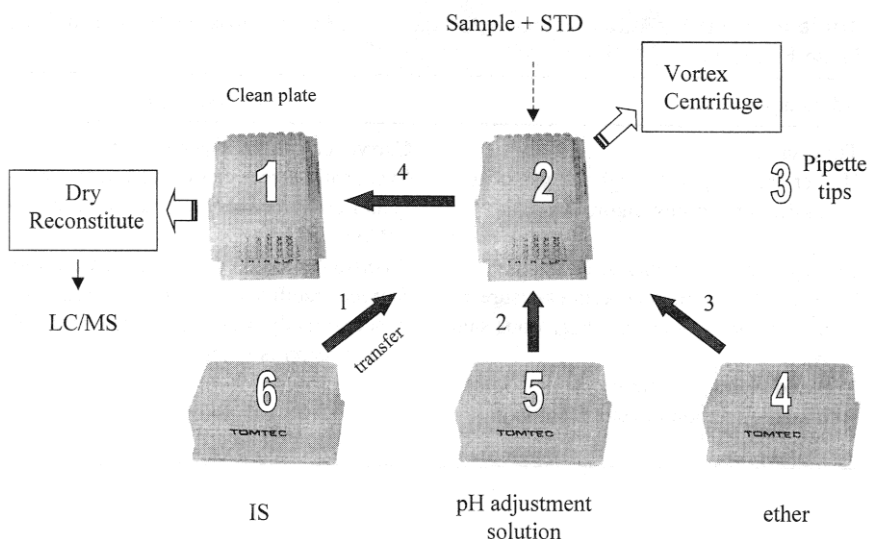 Sample + STD
Vortex
Centrifuge
Clean plate
1
4
2
3
Pipette
tips
Dry
Reconstitute
LC/MS
1
transfer
2
3
6
TOMTEC
5
TOMTEC
4
TOMTEC
IS
pH adjustment
solution
ether